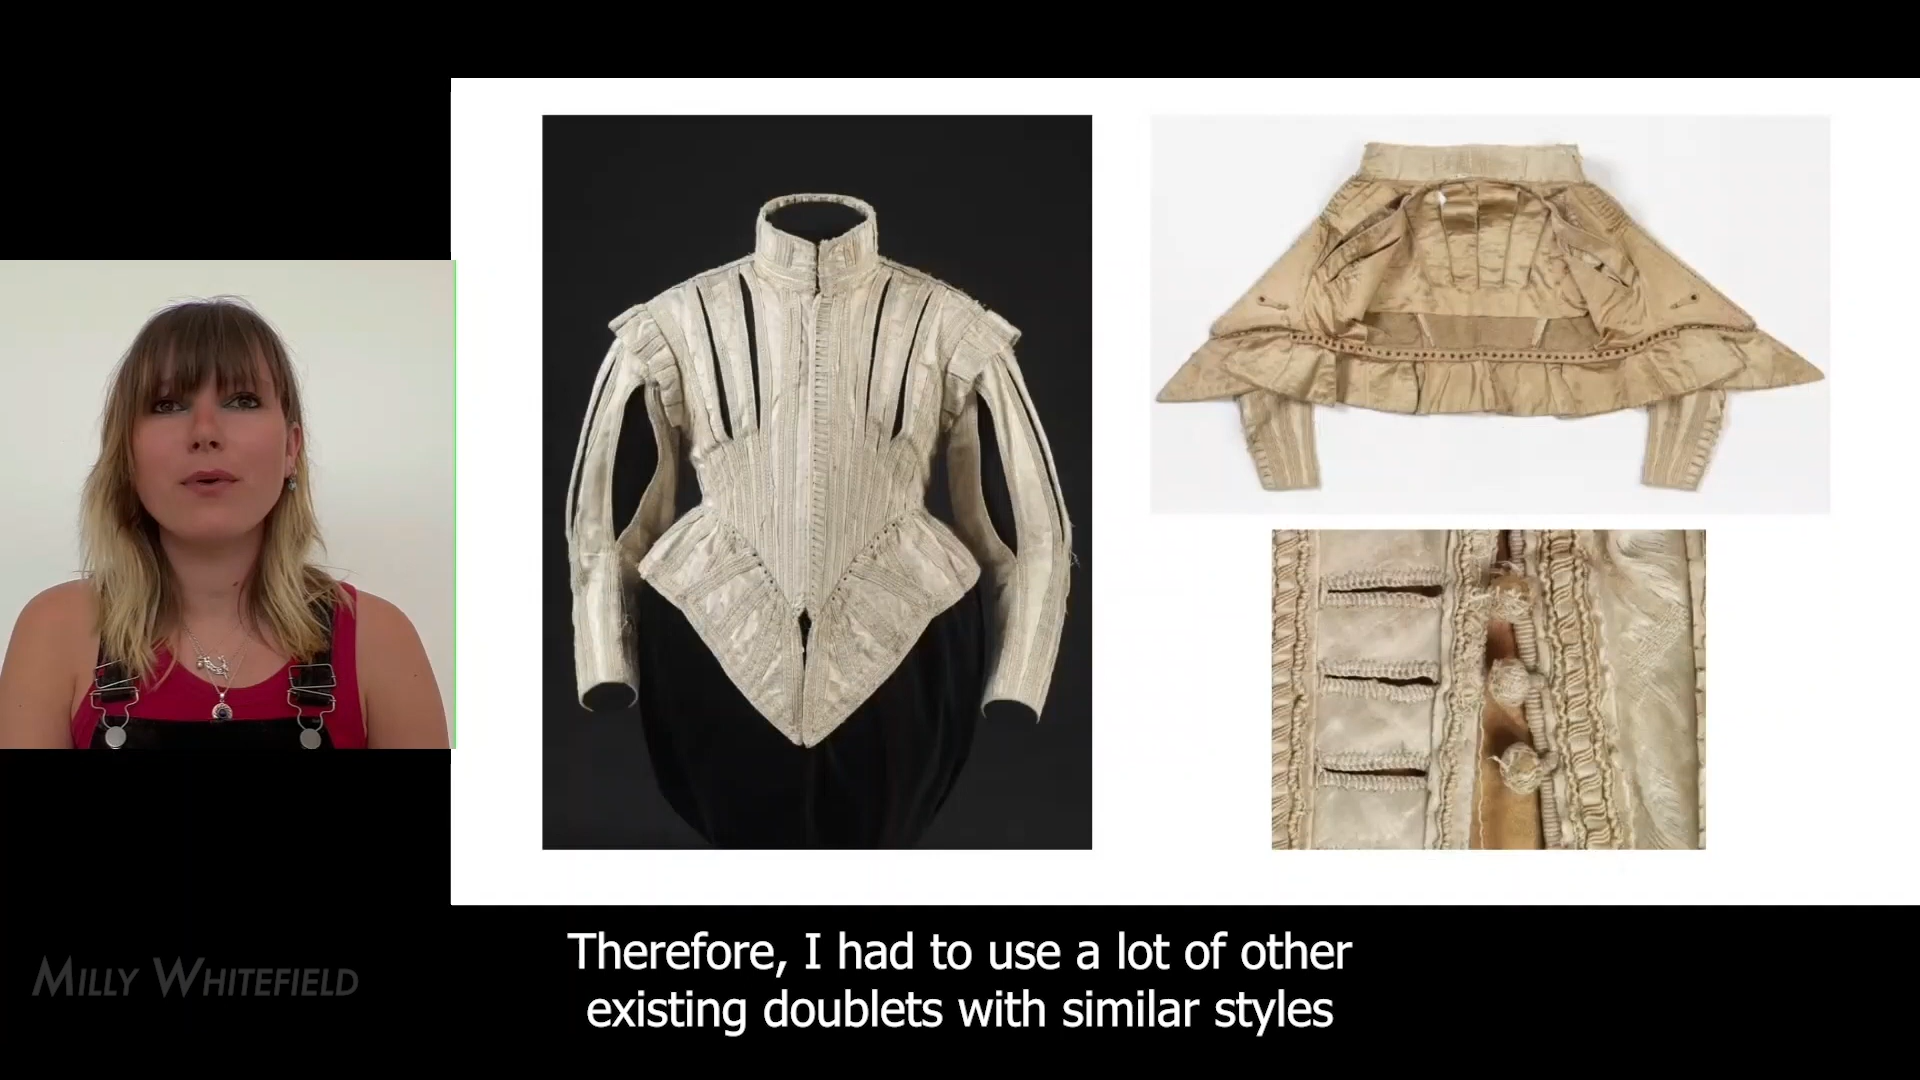 MILLY WHITEFIELD
Therefore, I had to use a lot of other
existing doublets with similar styles